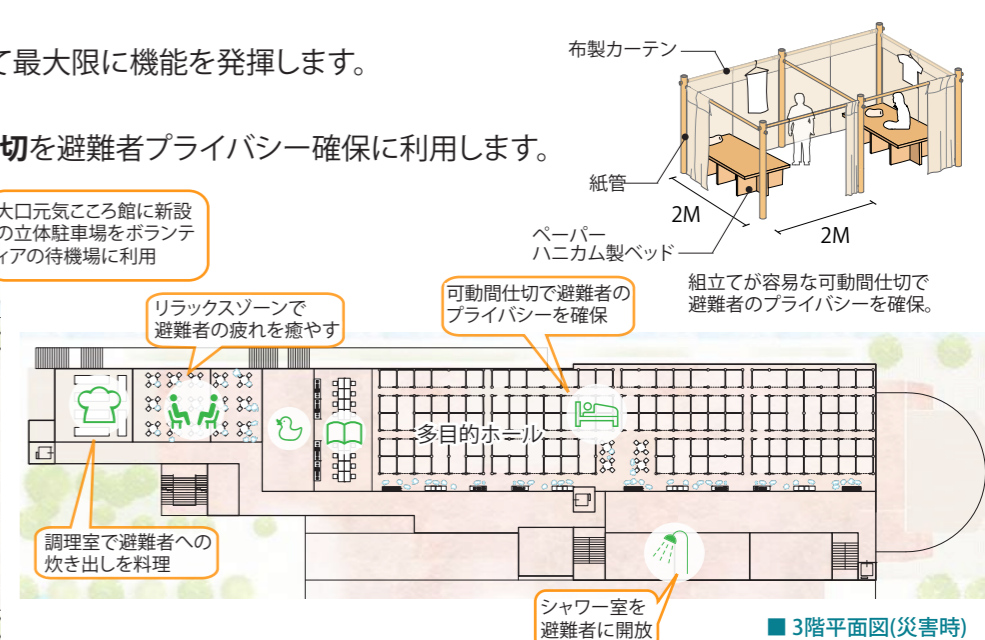 て最大限に機能を発揮します。
切を避難者プライバシー確保に利用します。
布製カーテン
紙管
2M
2M
ペーパー
ハニカム製ベッド
組立てが容易な可動間仕切で
避難者のプライバシーを確保。
大口元気こころ館に新設
の立体駐車場をボランテ
ィアの待機場に利用
リラックスゾーンで
避難者の疲れを癒やす
可動間仕切で避難者の
プライバシーを確保
多目的ホール
調理室で避難者への
炊き出しを料理
シャワー室を
避難者に開放
■ 3階平面図(災害時)